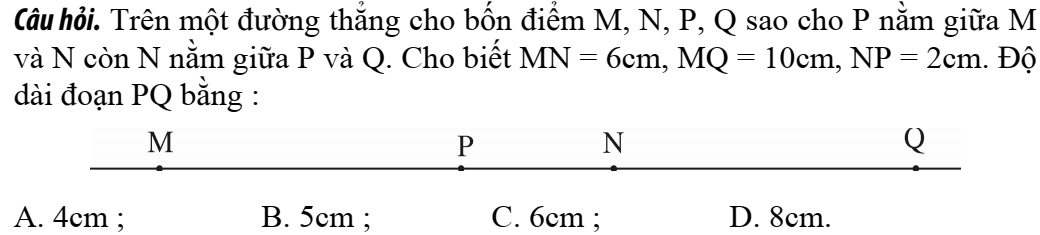 Câu hỏi. Trên một đường thẳng cho bốn điểm M, N, P, Q sao cho P nằm giữa M
và N còn N nằm giữa P và Q. Cho biết MN = 6cm, MQ = 10cm, NP = 2cm. Độ
dài đoạn PQ bằng :
M P N Q
A. 4cm ; B. 5cm ; C. 6cm ; D. 8cm.